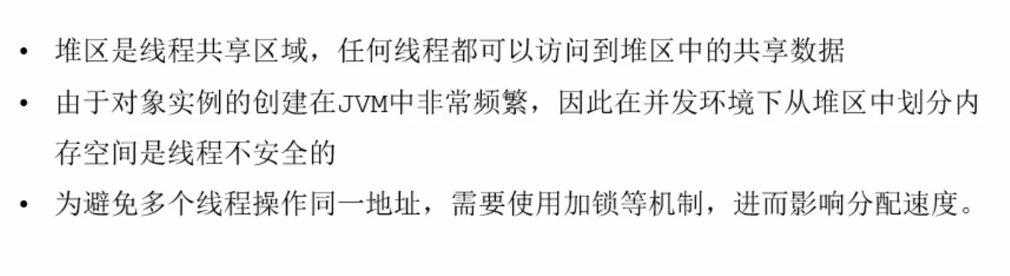 • 堆区是线程共享区域，任何线程都可以访问到堆区中的共享数据
• 由于对象实例的创建在JVM中非常频繁，因此在并发环境下从堆区中划分内
存空间是线程不安全的
• 为避免多个线程操作同一地址，需要使用加锁等机制，进而影响分配速度。